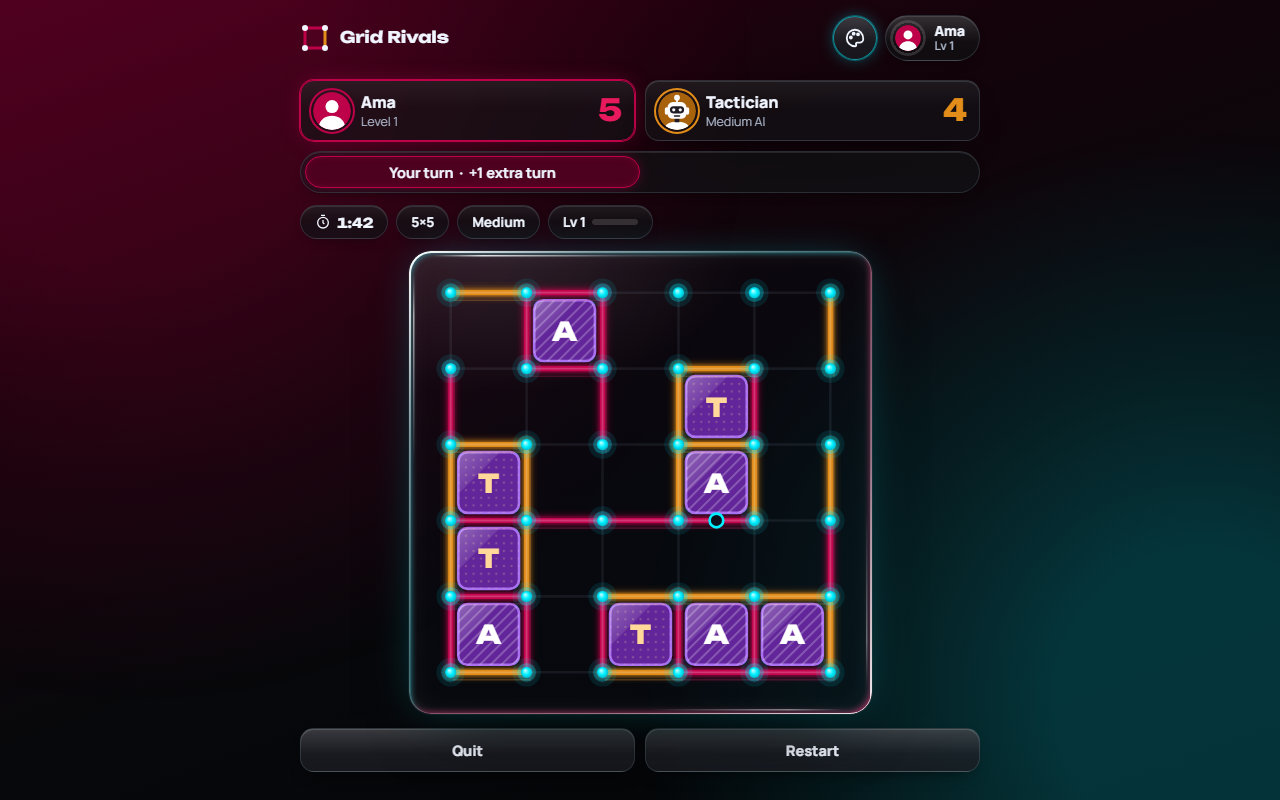 Grid Rivals
Ama
Lv 1
Ama
Level 1
5
Tactician
Medium AI
4
Your turn · +1 extra turn
1:42
5×5
Medium
Lv 1
A
T
T
A
T
A
T
A
A
Quit
Restart